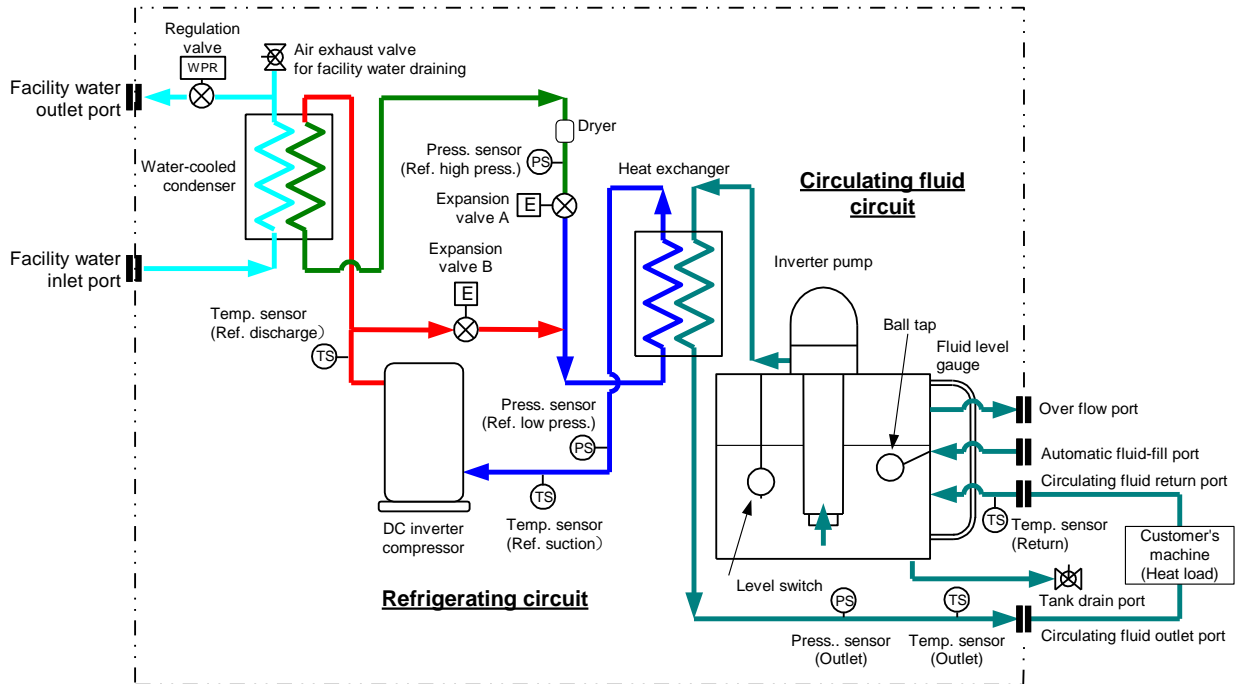 Regulation
valve
WPR
Air exhaust valve
for facility water draining
Facility water
outlet port
Water-cooled
condenser
Facility water
inlet port
Dryer
Press. sensor
(Ref. high press.)
PS
Expansion
valve A
E
Expansion
valve B
E
Heat exchanger
Circulating fluid
circuit
Inverter pump
Ball tap
Fluid level
gauge
Temp. sensor
(Ref. discharge)
TS
Press. sensor
(Ref. low press.)
PS
TS
Temp. sensor
(Ref. suction)
DC inverter
compressor
Refrigerating circuit
Over flow port
Automatic fluid-fill port
Circulating fluid return port
TS
Temp. sensor
(Return)
Customer's
machine
(Heat load)
Level switch
Tank drain port
PS
Press.. sensor
(Outlet)
TS
Temp. sensor
(Outlet)
Circulating fluid outlet port